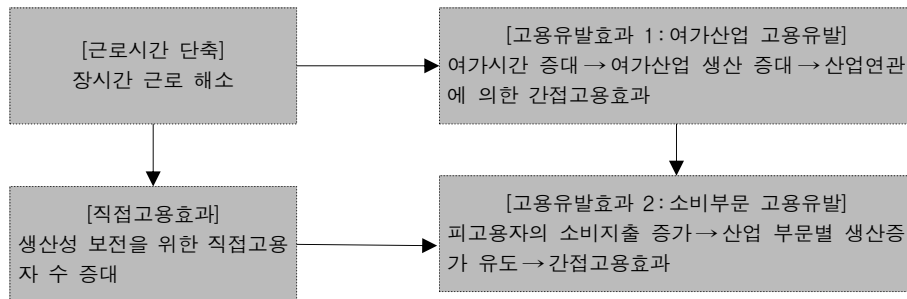 [근로시간 단축]
장시간 근로 해소
[고용유발효과 1:여가산업 고용유발]
여가시간 증대→여가산업 생산 증대→산업연관
에 의한 간접고용효과
[직접고용효과]
생산성 보전을 위한 직접고용
자 수 증대
[고용유발효과 2:소비부문 고용유발]
피고용자의 소비지출 증가→산업 부문별 생산증
가 유도→간접고용효과